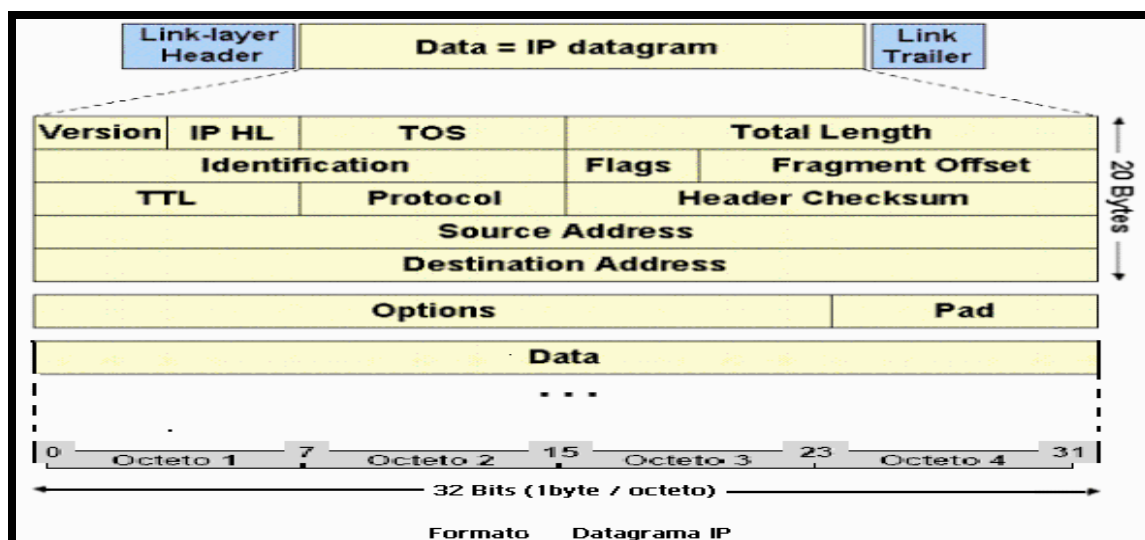 Link-layer Header Data = IP datagram Link Trailer
Version IP HL TOS Total Length
Identification Flags Fragment Offset
TTL Protocol Header Checksum
Source Address
Destination Address
20 Bytes
Options Pad
Data
...
0 Octeto 1 7 Octeto 2 15 Octeto 3 23 Octeto 4 31
32 Bits (1byte / octeto)
Formato Datagrama IP